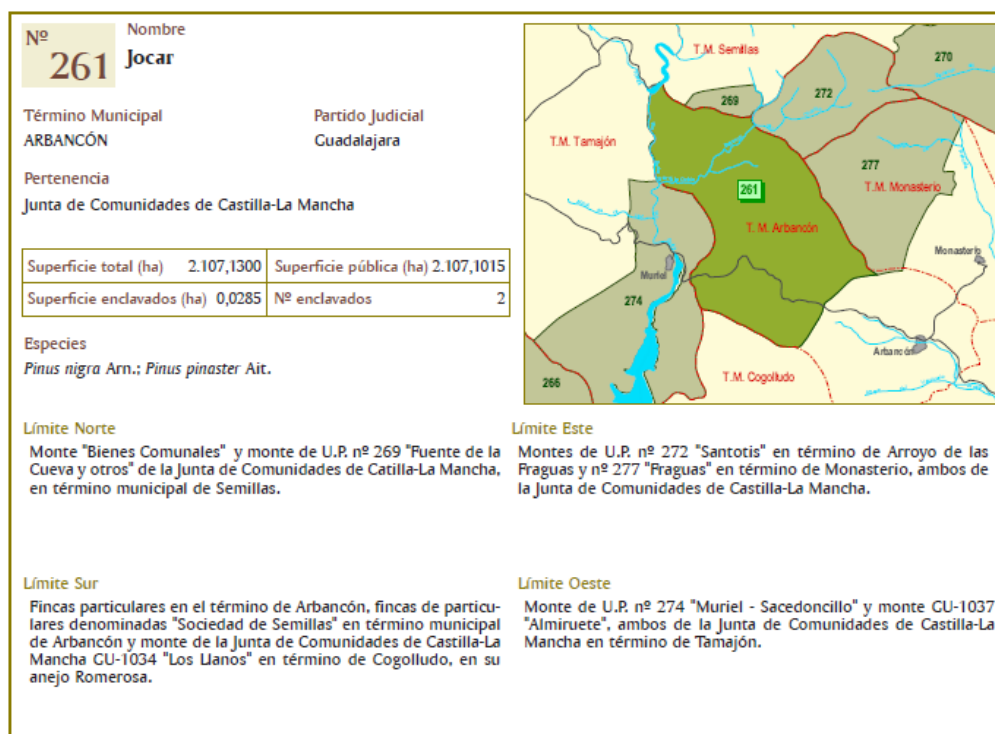 Nº
261
Nombre
Jocar
Término Municipal
ARBANCÓN
Partido Judicial
Guadalajara
Pertenencia
Junta de Comunidades de Castilla-La Mancha
Superficie total (ha) 2.107,1300 Superficie pública (ha) 2.107,1015
Superficie enclavados (ha) 0,0285 Nº enclavados 2
Especies
Pinus nigra Arn.; Pinus pinaster Ait.
T.M. Semillas
270
269
272
T.M. Tamajón
277
261
T.M. Monasterio
T. M. Arbancón
Monasterio
Muriel
274
Arbancón
T.M. Cogolludo
266
Límite Norte
Monte "Bienes Comunales" y monte de U.P. nº 269 "Fuente de la
Cueva y otros" de la Junta de Comunidades de Catilla-La Mancha,
en término municipal de Semillas.
Límite Este
Montes de U.P. nº 272 "Santotis" en término de Arroyo de las
Fraguas y nº 277 "Fraguas" en término de Monasterio, ambos de
la Junta de Comunidades de Castilla-La Mancha.
Límite Sur
Fincas particulares en el término de Arbancón, fincas de particu-
lares denominadas "Sociedad de Semillas" en término municipal
de Arbancón y monte de la Junta de Comunidades de Castilla-La
Mancha GU-1034 "Los Llanos" en término de Cogolludo, en su
anejo Romerosa.
Límite Oeste
Monte de U.P. nº 274 "Muriel - Sacedoncillo" y monte GU-1037
"Almiruete", ambos de la Junta de Comunidades de Castilla-La
Mancha en término de Tamajón.